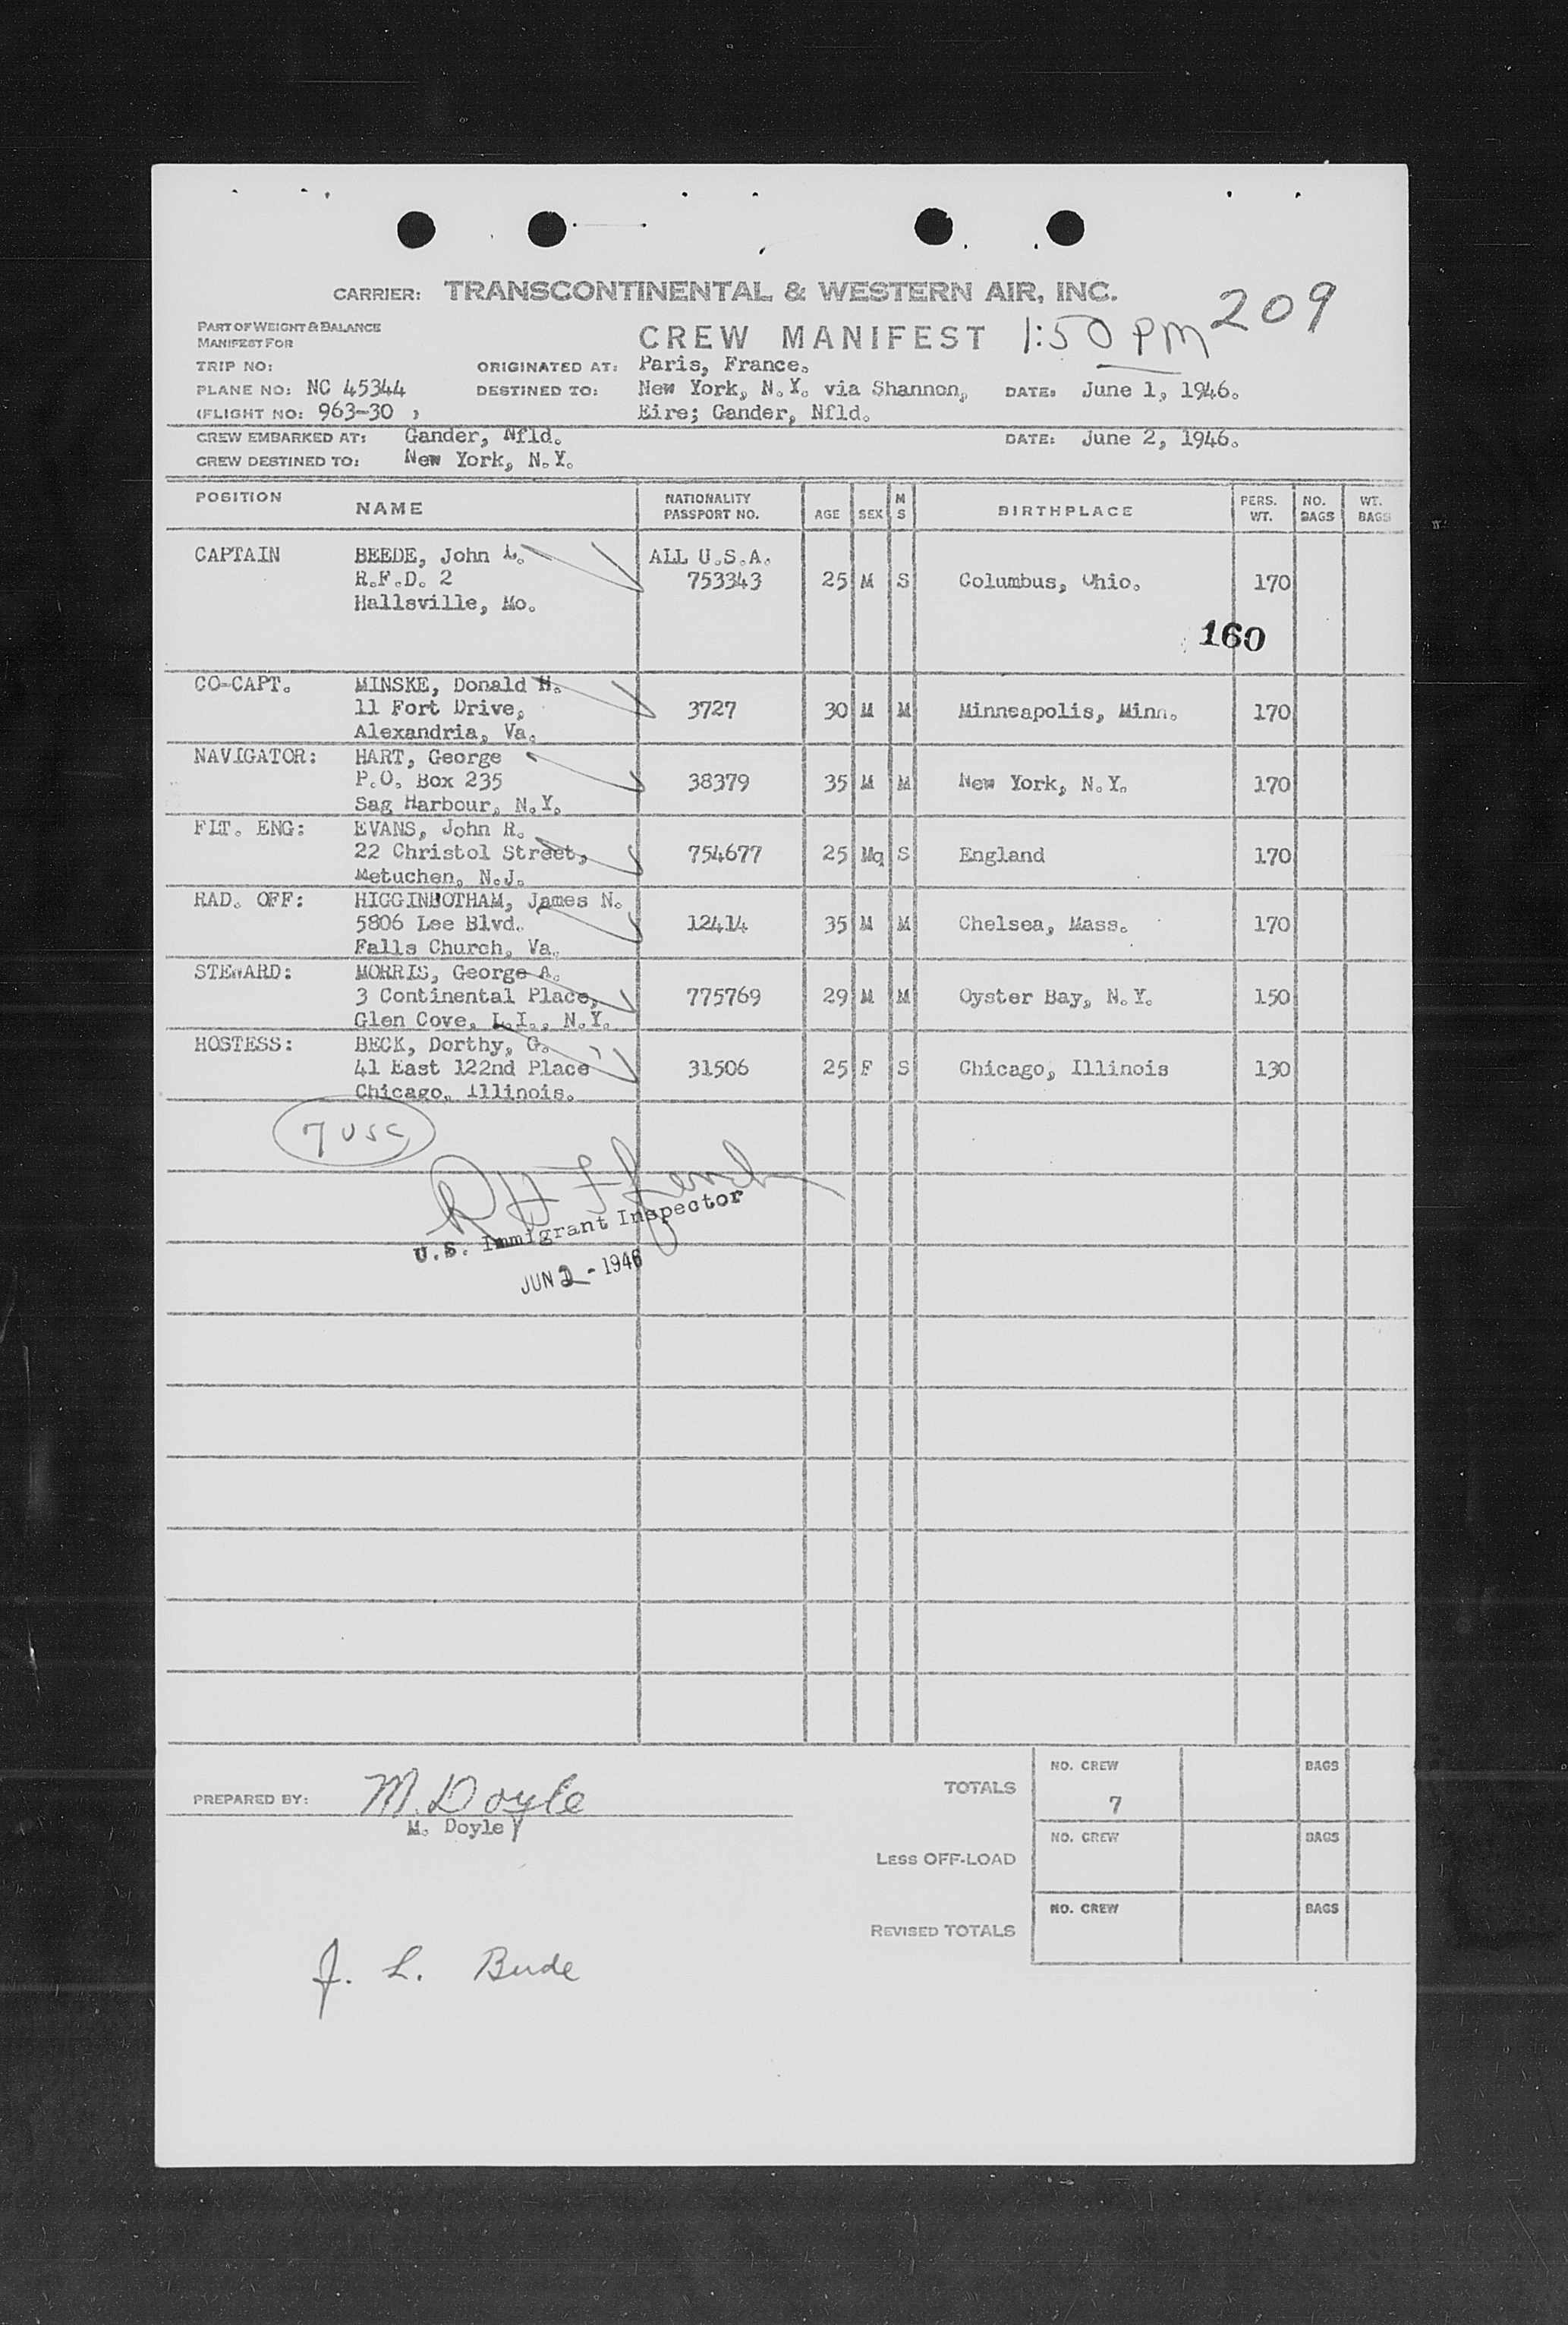 CARRIER: TRANSCONTINENTAL & WESTERN AIR, INC.
209
PART OF WEIGHT & BALANCE
MANIFEST FOR
CREW MANIFEST 1:50 PM
TRIP NO: ORIGINATED AT: Paris, France.
PLANE NO: NC 45344 DESTINED TO: New York, N.Y. via Shannon, DATE: June 1, 1946.
(FLIGHT NO: 963-30 ) Eire; Gander, Nfld.
CREW EMBARKED AT: Gander, Nfld. DATE: June 2, 1946.
CREW DESTINED TO: New York, N.Y.
POSITION NAME NATIONALITY PASSPORT NO. AGE SEX M S BIRTHPLACE PERS. WT. NO. BAGS WT. BAGS
CAPTAIN BEEDE, John L. ALL U.S.A.
R.F.D. 2 753343 25 M S Columbus, Ohio. 170
Hallsville, Mo.
160
CO-CAPT. MINSKE, Donald H.
11 Fort Drive, 3727 30 M M Minneapolis, Minn. 170
Alexandria, Va.
NAVIGATOR: HART, George
P.O. Box 235 38379 35 M M New York, N.Y. 170
Sag Harbour, N.Y.
FLT. ENG: EVANS, John R.
22 Christol Street, 754677 25 Mq S England 170
Metuchen, N.J.
RAD. OFF: HIGGINBOTHAM, James N.
5806 Lee Blvd. 12414 35 M M Chelsea, Mass. 170
Falls Church, Va.
STEWARD: MORRIS, George A.
3 Continental Place, 775769 29 M M Oyster Bay, N.Y. 150
Glen Cove, L.I., N.Y.
HOSTESS: BECK, Dorthy, G.
41 East 122nd Place 31506 25 F S Chicago, Illinois 130
Chicago, Illinois.
7 USC
U.S. Immigrant Inspector
JUN 2 - 1946
NO. CREW BAGS
PREPARED BY: M. Doyle TOTALS 7
M. Doyle
NO. CREW BAGS
LESS OFF-LOAD
NO. CREW BAGS
REVISED TOTALS
J. L. Beede